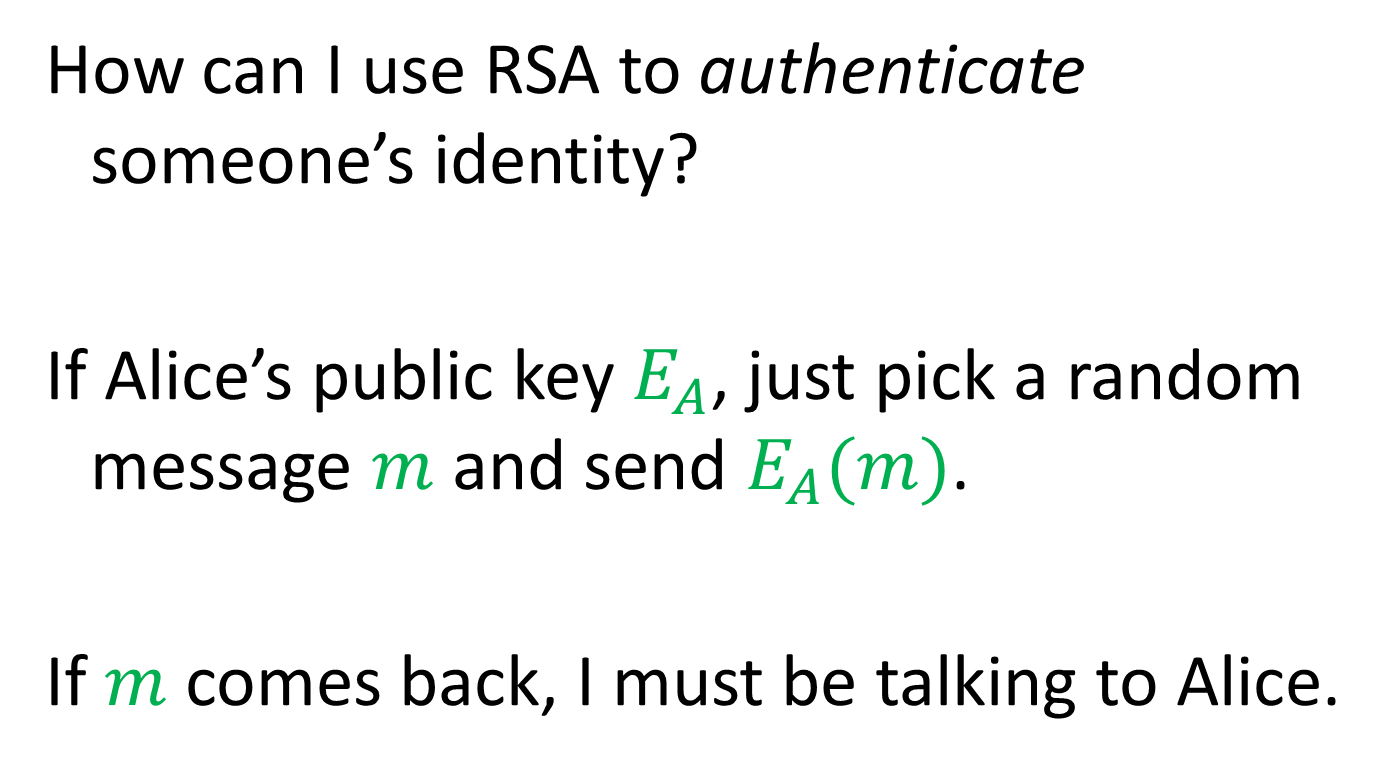 How can I use RSA to authenticate
someone’s identity?
If Alice’s public key E_A, just pick a random
message m and send E_A(m).
If m comes back, I must be talking to Alice.